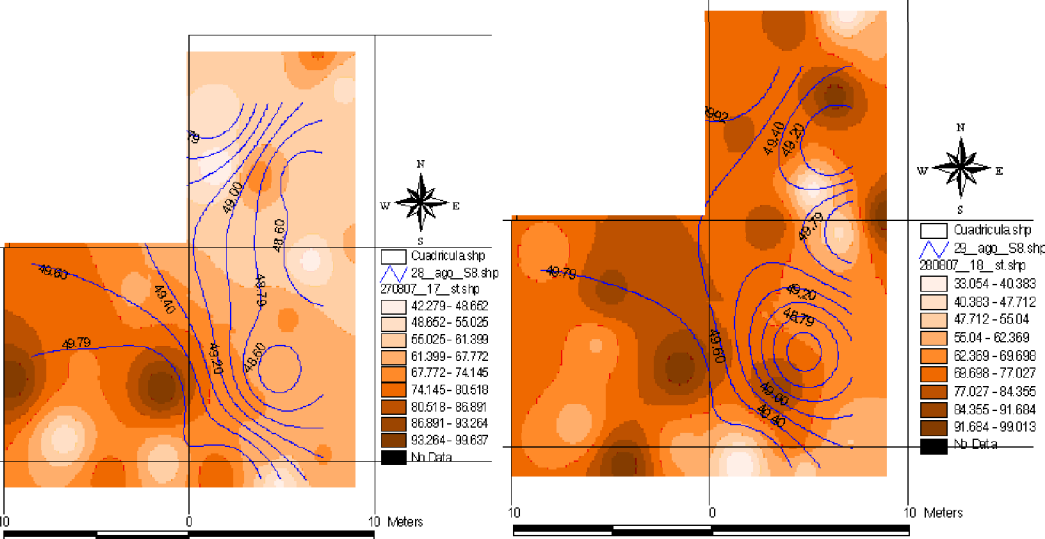 49.00
48.60
49.60
49.40
48.79
49.79
49.20
48.60
N
W E
S
Cuadricula.shp
28__ago__S8.shp
270807__17__st.shp
42.279 - 48.652
48.652 - 55.025
55.025 - 61.399
61.399 - 67.772
67.772 - 74.145
74.145 - 80.518
80.518 - 86.891
86.891 - 93.264
93.264 - 99.637
No Data
10 0 10 Meters
49.40
49.20
49.79
49.79
49.20
48.79
49.60
49.00
N
W E
S
Cuadricula.shp
29__ago__S8.shp
280807__18__st.shp
33.054 - 40.383
40.383 - 47.712
47.712 - 55.04
55.04 - 62.369
62.369 - 69.698
69.698 - 77.027
77.027 - 84.355
84.355 - 91.684
91.684 - 99.013
No Data
10 0 10 Meters